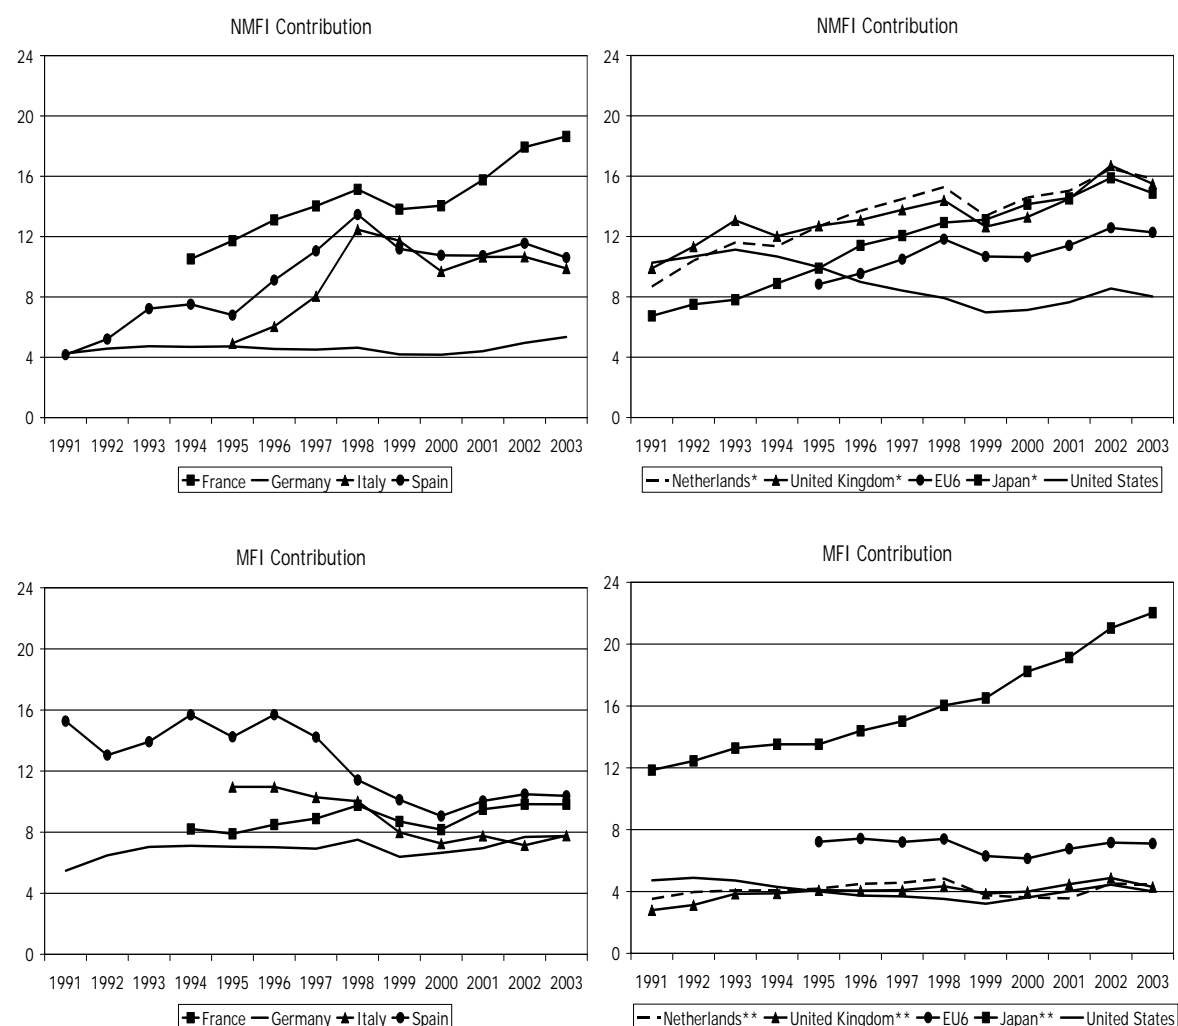 NMFI Contribution
24
20
16
12
8
4
0
1991 1992 1993 1994 1995 1996 1997 1998 1999 2000 2001 2002 2003
France Germany Italy Spain
NMFI Contribution
24
20
16
12
8
4
0
1991 1992 1993 1994 1995 1996 1997 1998 1999 2000 2001 2002 2003
Netherlands* United Kingdom* EU6 Japan* United States
MFI Contribution
24
20
16
12
8
4
0
1991 1992 1993 1994 1995 1996 1997 1998 1999 2000 2001 2002 2003
France Germany Italy Spain
MFI Contribution
24
20
16
12
8
4
0
1991 1992 1993 1994 1995 1996 1997 1998 1999 2000 2001 2002 2003
Netherlands** United Kingdom** EU6 Japan** United States